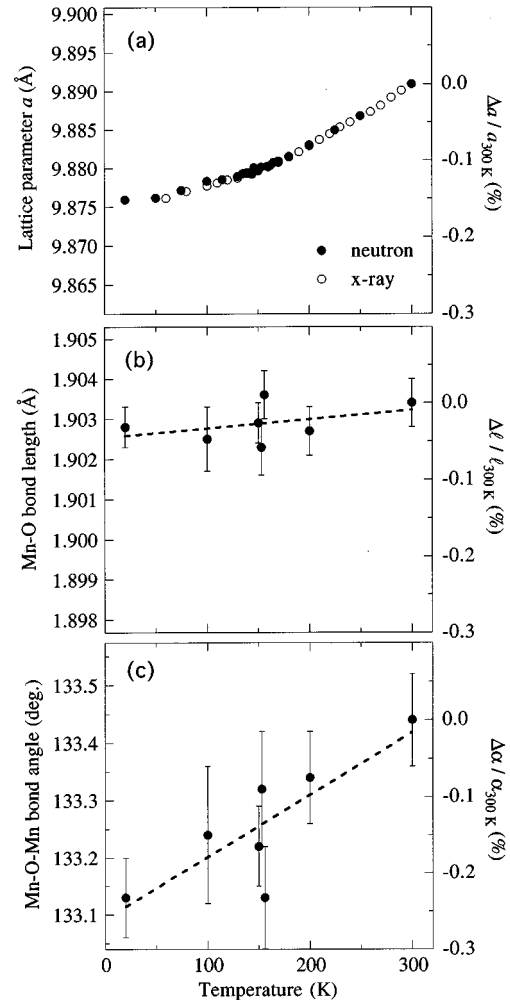 (a)
9.900
9.895
9.890
9.885
9.880
9.875
9.870
9.865
Lattice parameter a (Å)
0.0
-0.1
-0.2
-0.3
Δa / a300 K (%)
neutron
x-ray
(b)
1.905
1.904
1.903
1.902
1.901
1.900
1.899
1.898
Mn-O bond length (Å)
0.0
-0.1
-0.2
-0.3
Δℓ / ℓ300 K (%)
(c)
133.5
133.4
133.3
133.2
133.1
Mn-O-Mn bond angle (deg.)
0.0
-0.1
-0.2
-0.3
Δα / α300 K (%)
0 100 200 300
Temperature (K)